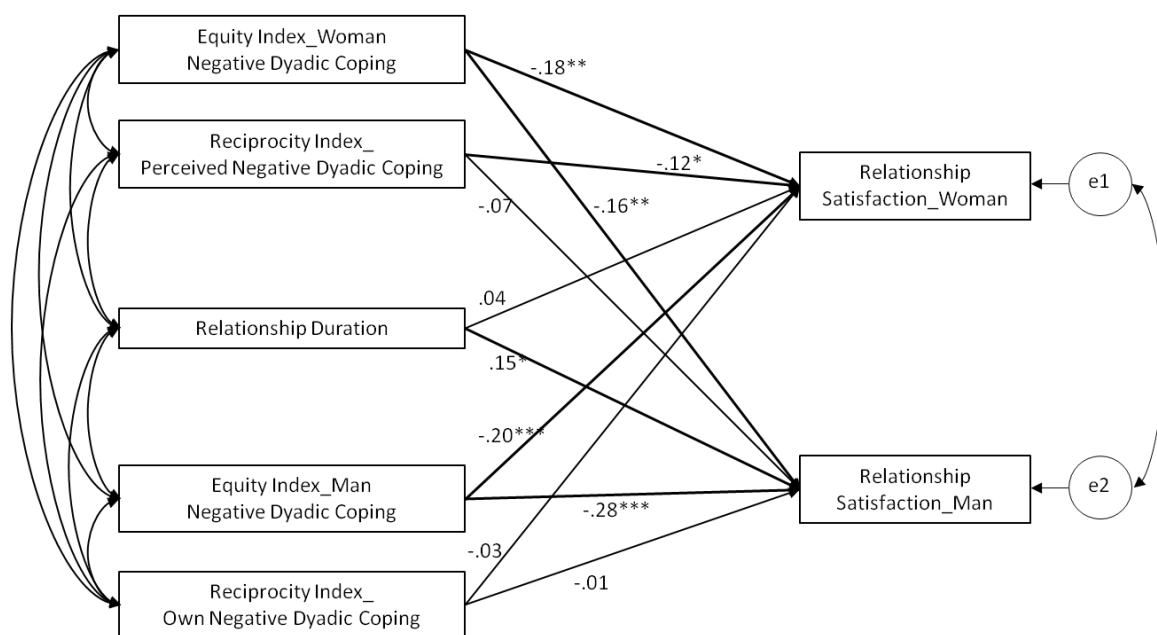 Equity Index_Woman
Negative Dyadic Coping
-.18**
Reciprocity Index_
Perceived Negative Dyadic Coping
-.12*
-.07
-.16**
Relationship
Satisfaction_Woman
e1
.04
Relationship Duration
.15*
-.20***
Equity Index_Man
Negative Dyadic Coping
-.28***
Relationship
Satisfaction_Man
e2
-.03
-.01
Reciprocity Index_
Own Negative Dyadic Coping